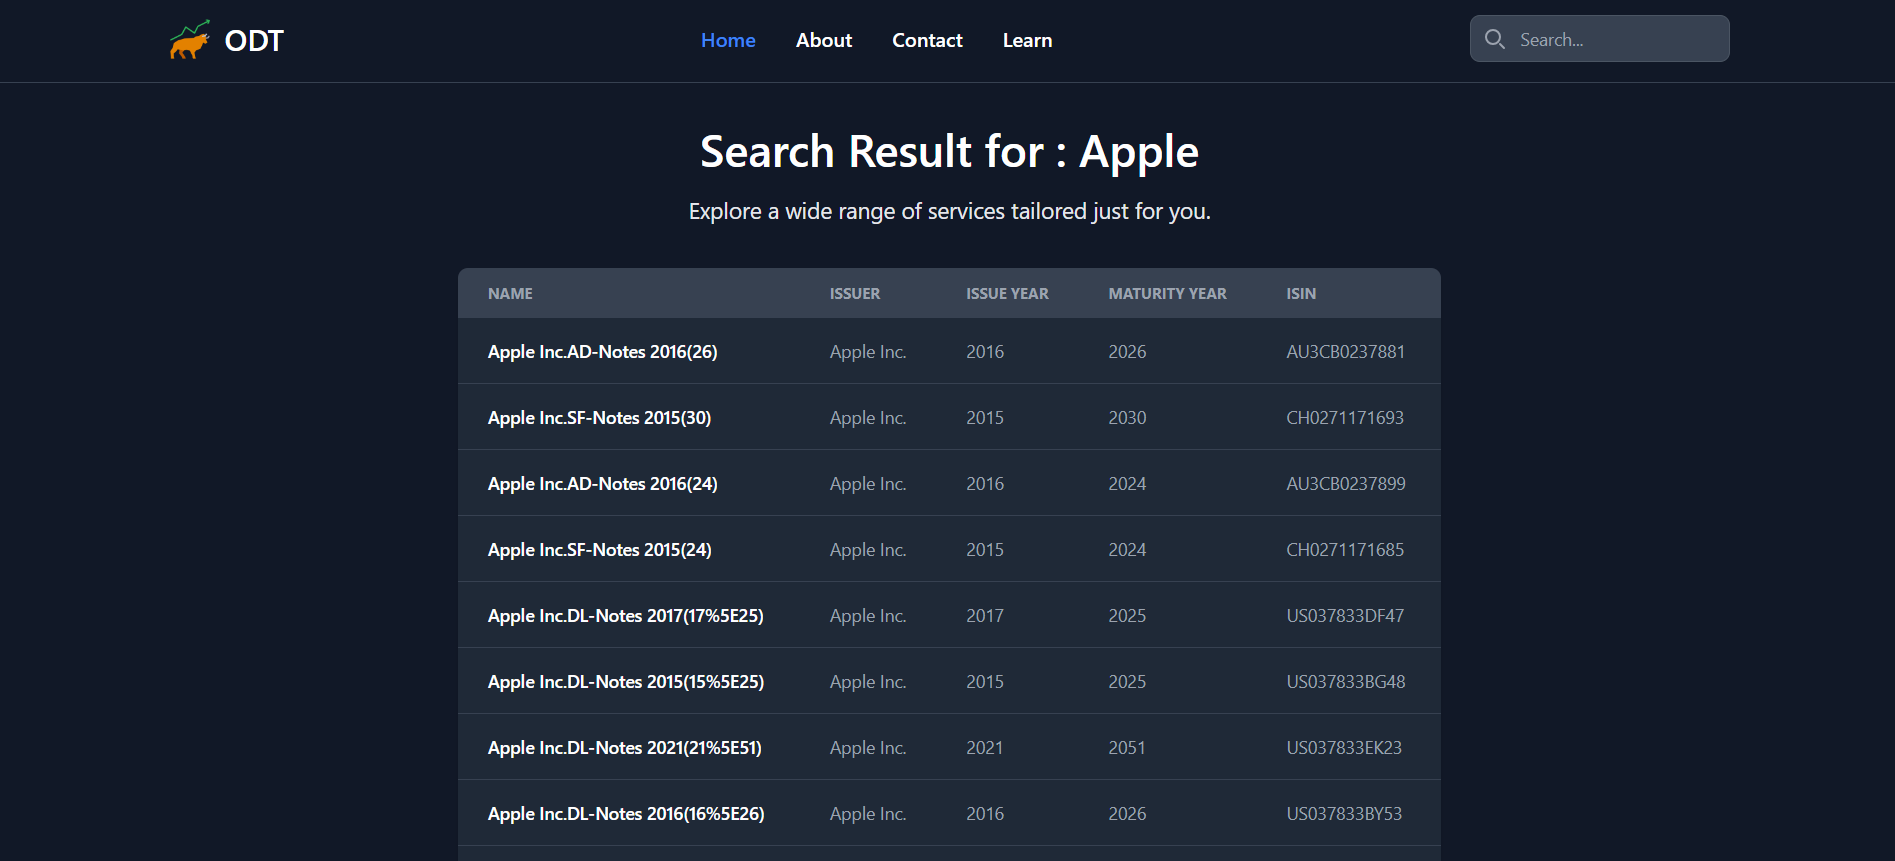 ODT Home About Contact Learn Search...
Search Result for : Apple
Explore a wide range of services tailored just for you.
NAME ISSUER ISSUE YEAR MATURITY YEAR ISIN
Apple Inc.AD-Notes 2016(26) Apple Inc. 2016 2026 AU3CB0237881
Apple Inc.SF-Notes 2015(30) Apple Inc. 2015 2030 CH0271171693
Apple Inc.AD-Notes 2016(24) Apple Inc. 2016 2024 AU3CB0237899
Apple Inc.SF-Notes 2015(24) Apple Inc. 2015 2024 CH0271171685
Apple Inc.DL-Notes 2017(17%5E25) Apple Inc. 2017 2025 US037833DF47
Apple Inc.DL-Notes 2015(15%5E25) Apple Inc. 2015 2025 US037833BG48
Apple Inc.DL-Notes 2021(21%5E51) Apple Inc. 2021 2051 US037833EK23
Apple Inc.DL-Notes 2016(16%5E26) Apple Inc. 2016 2026 US037833BY53